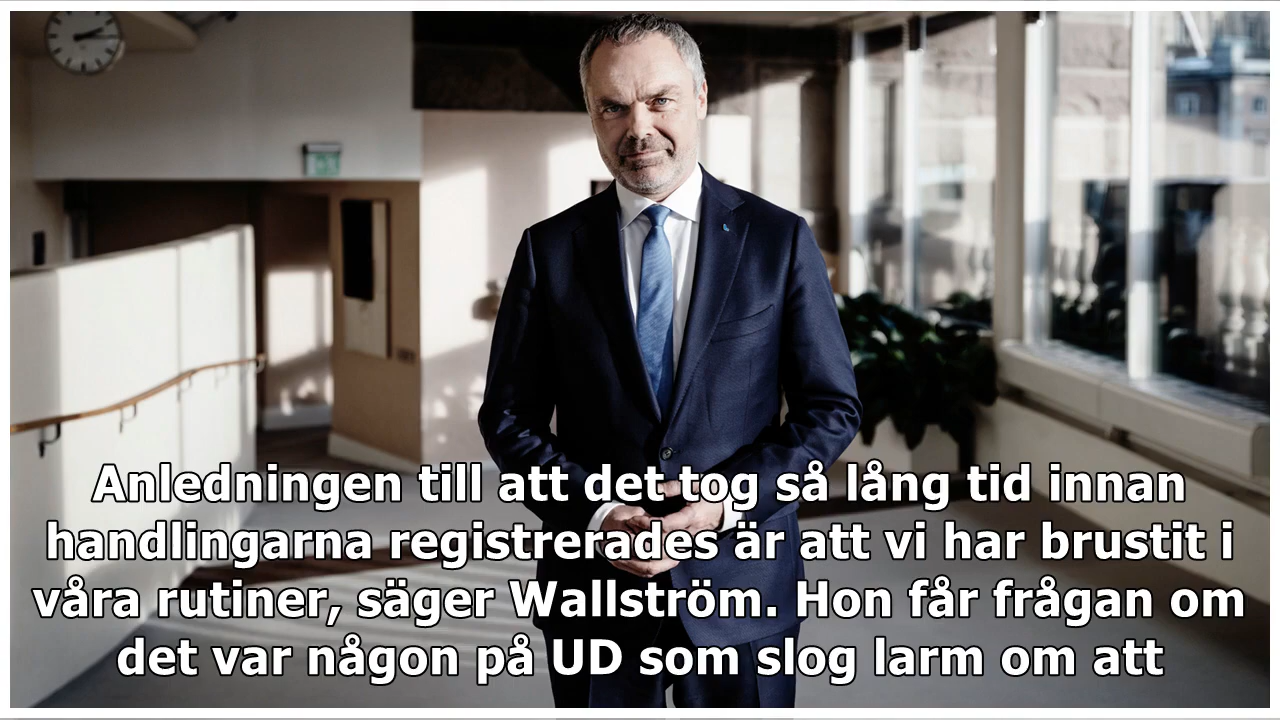 Anledningen till att det tog så lång tid innan
handlingarna registrerades är att vi har brustit i
våra rutiner, säger Wallström. Hon får frågan om
det var någon på UD som slog larm om att